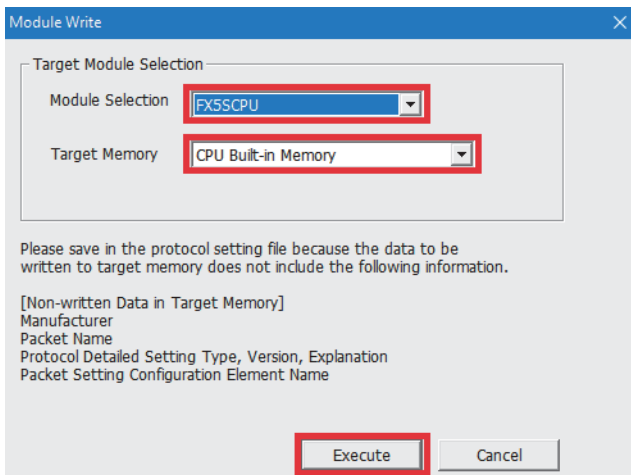 Module Write
Target Module Selection
Module Selection
FX5SCPU
Target Memory
CPU Built-in Memory
Please save in the protocol setting file because the data to be
written to target memory does not include the following information.
[Non-written Data in Target Memory]
Manufacturer
Packet Name
Protocol Detailed Setting Type, Version, Explanation
Packet Setting Configuration Element Name
Execute
Cancel